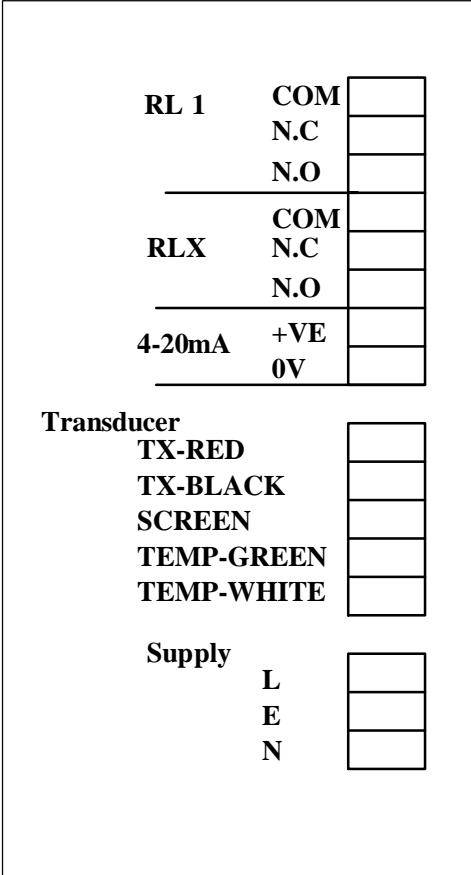 RL 1 COM
N.C
N.O
COM
RLX N.C
N.O
4-20mA +VE
0V
Transducer
TX-RED
TX-BLACK
SCREEN
TEMP-GREEN
TEMP-WHITE
Supply
L
E
N